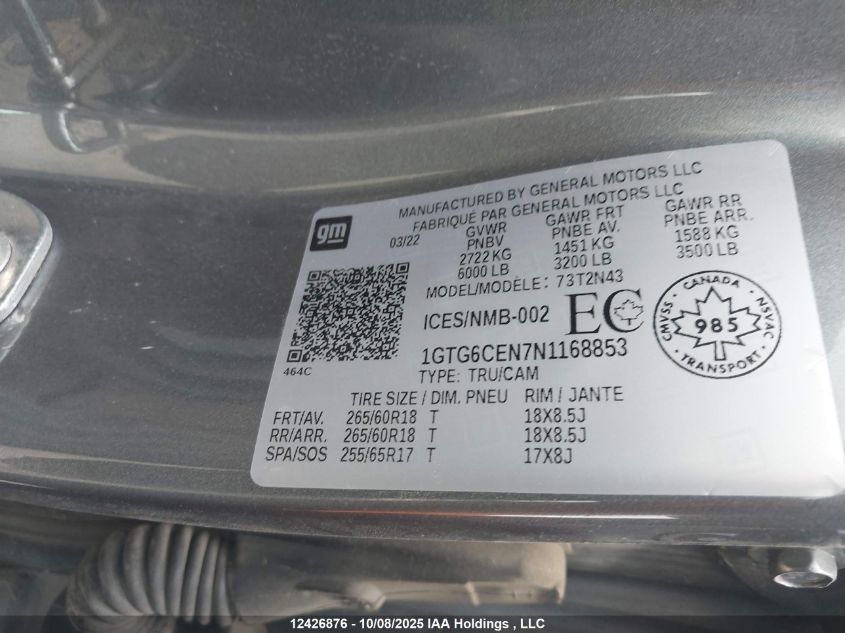 gm
MANUFACTURED BY GENERAL MOTORS LLC
FABRIQUÉ PAR GENERAL MOTORS LLC
03/22 GVWR GAWR FRT GAWR RR
PNBV PNBE AV. PNBE ARR.
2722 KG 1451 KG 1588 KG
6000 LB 3200 LB 3500 LB
MODEL/MODÈLE: 73T2N43
ICES/NMB-002 EC
CANADA
CMVSS 985 NSVAC
TRANSPORT
464C
1GTG6CEN7N1168853
TYPE: TRU/CAM
TIRE SIZE / DIM. PNEU RIM / JANTE
FRT/AV. 265/60R18 T 18X8.5J
RR/ARR. 265/60R18 T 18X8.5J
SPA/SOS 255/65R17 T 17X8J
12426876 - 10/08/2025 IAA Holdings , LLC